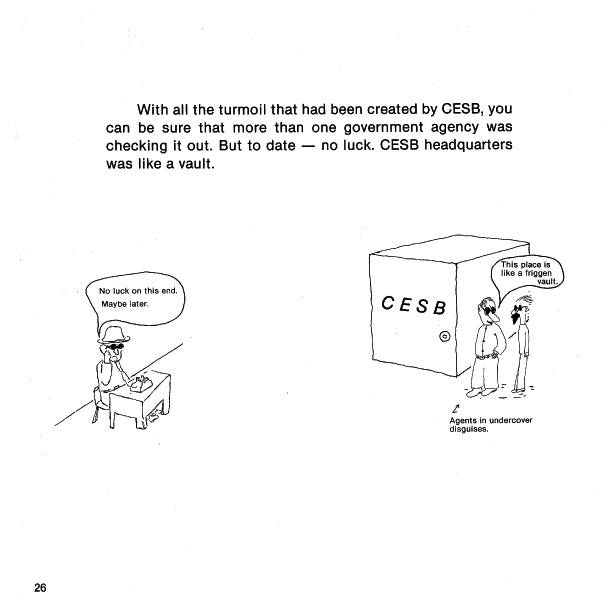 With all the turmoil that had been created by CESB, you
can be sure that more than one government agency was
checking it out. But to date — no luck. CESB headquarters
was like a vault.
No luck on this end.
Maybe later.
This place is
like a friggen
vault.
CESB
Agents in undercover
disguises.
26